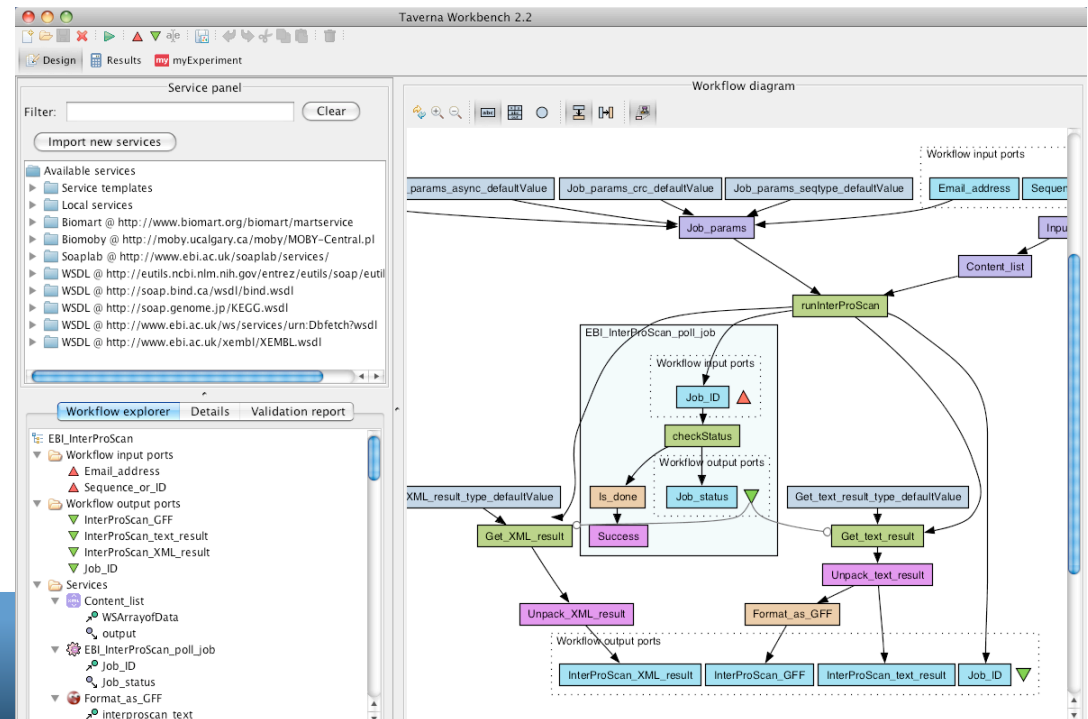 Taverna Workbench 2.2
Design Results my myExperiment
Service panel
Filter: Clear
Import new services
Available services
Service templates
Local services
Biomart @ http://www.biomart.org/biomart/martservice
Biomoby @ http://moby.ucalgary.ca/moby/MOBY-Central.pl
Soaplab @ http://www.ebi.ac.uk/soaplab/services/
WSDL @ http://eutils.ncbi.nlm.nih.gov/entrez/eutils/soap/eutil
WSDL @ http://soap.bind.ca/wsdl/bind.wsdl
WSDL @ http://soap.genome.jp/KEGG.wsdl
WSDL @ http://www.ebi.ac.uk/ws/services/urn:Dbfetch?wsdl
WSDL @ http://www.ebi.ac.uk/xembl/XEMBL.wsdl
Workflow explorer Details Validation report
EBI_InterProScan
Workflow input ports
Email_address
Sequence_or_ID
Workflow output ports
InterProScan_GFF
InterProScan_text_result
InterProScan_XML_result
Job_ID
Services
Content_list
WSArrayofData
output
EBI_InterProScan_poll_job
Job_ID
Job_status
Format_as_GFF
interproscan_text
Workflow diagram
abc
Workflow input ports
_params_async_defaultValue Job_params_crc_defaultValue Job_params_seqtype_defaultValue Email_address Sequen
Job_params Inpu
Content_list
runInterProScan
EBI_InterProScan_poll_job
Workflow input ports
Job_ID
checkStatus
Workflow output ports
XML_result_type_defaultValue Is_done Job_status Get_text_result_type_defaultValue
Get_XML_result Success Get_text_result
Unpack_text_result
Unpack_XML_result Format_as_GFF
Workflow output ports
InterProScan_XML_result InterProScan_GFF InterProScan_text_result Job_ID